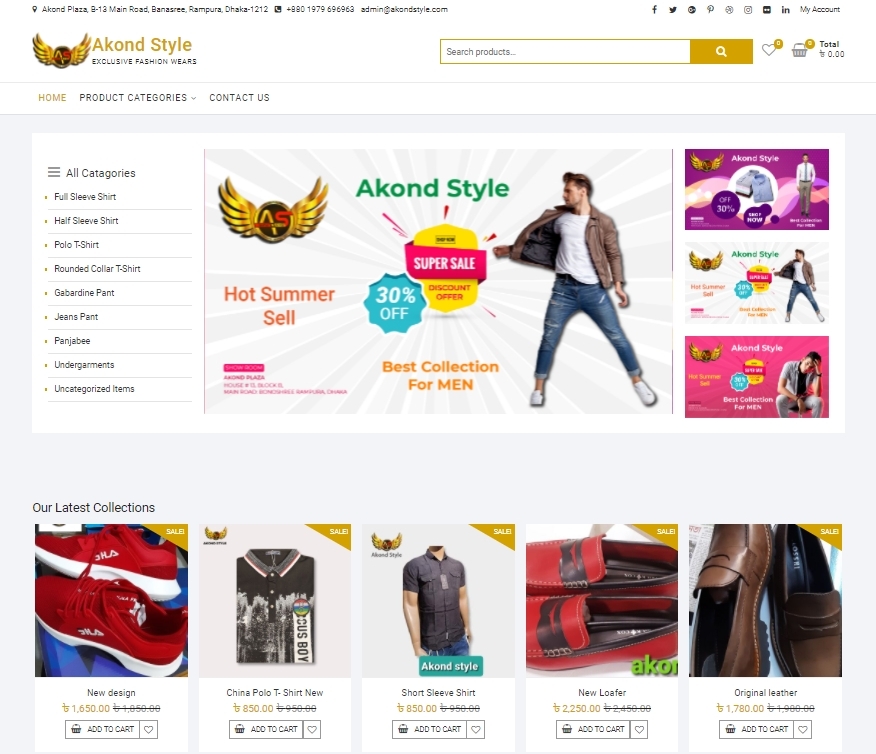 Akond Plaza, B-13 Main Road, Banasree, Rampura, Dhaka-1212 +880 1979 696963 admin@akondstyle.com My Account
Akond Style
EXCLUSIVE FASHION WEARS
Search products...
0
0
Total
৳ 0.00
HOME PRODUCT CATEGORIES CONTACT US
All Catagories
Full Sleeve Shirt
Half Sleeve Shirt
Polo T-Shirt
Rounded Collar T-Shirt
Gabardine Pant
Jeans Pant
Panjabee
Undergarments
Uncategorized Items
AS
Akond Style
SHOP NOW
SUPER SALE
DISCOUNT
OFFER
30%
OFF
Hot Summer
Sell
Best Collection
For MEN
SHOW ROOM
AKOND PLAZA
HOUSE # 13, BLOCK B,
MAIN ROAD, BONOSHREE, RAMPURA, DHAKA
Akond Style
OFF
30%
SHOP
NOW
Best Collection
For MEN
Akond Style
SUPER SALE
30%
OFF
Hot Summer
Sell
Best Collection
For MEN
Akond Style
Hot Summer
Sell
30%
OFF
Best Collection
For MEN
Our Latest Collections
SALE!
SALE!
SALE!
SALE!
SALE!
AKOND STYLE
CUS BOY
Akond Style
Akond style
akon
New design
৳ 1,650.00 ৳ 1,850.00
ADD TO CART
China Polo T- Shirt New
৳ 850.00 ৳ 950.00
ADD TO CART
Short Sleeve Shirt
৳ 850.00 ৳ 950.00
ADD TO CART
New Loafer
৳ 2,250.00 ৳ 2,450.00
ADD TO CART
Original leather
৳ 1,780.00 ৳ 1,980.00
ADD TO CART